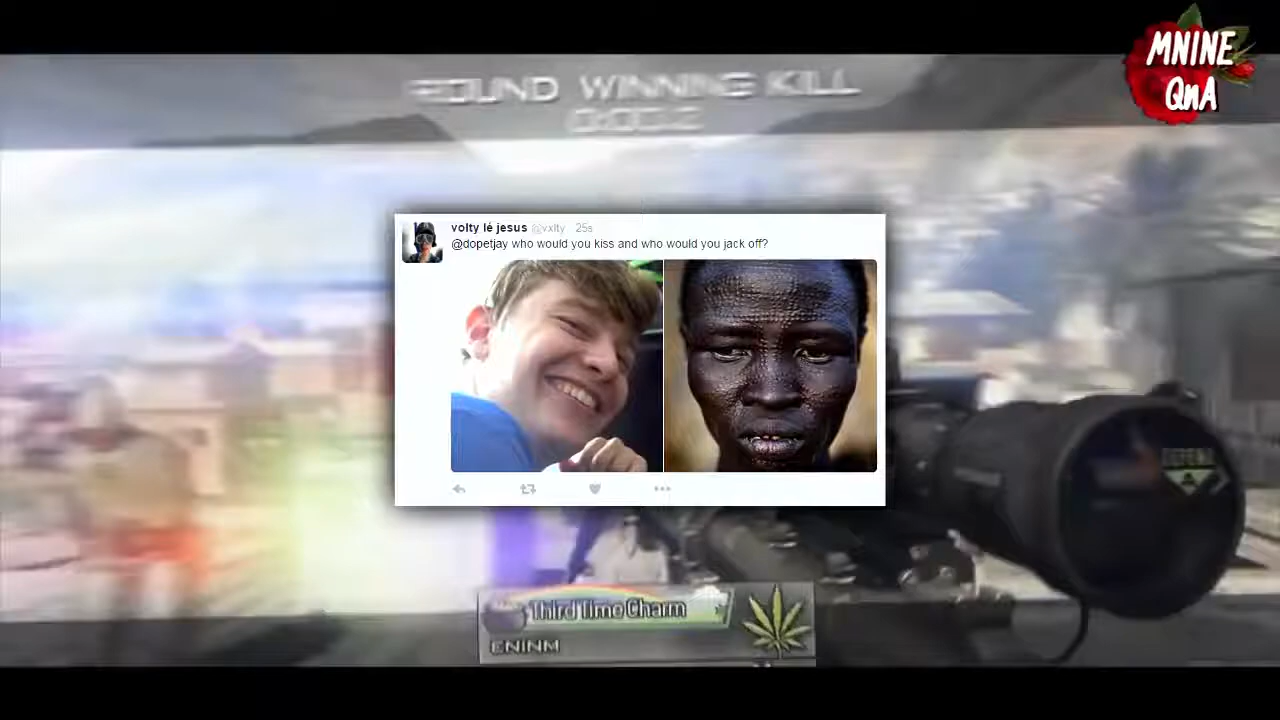 MNINE
QnA
ROUND WINNING KILL
volty lé jesus @vxlty 25s
@dopetjay who would you kiss and who would you jack off?
DEFEND
Third Time Charm
ENINM